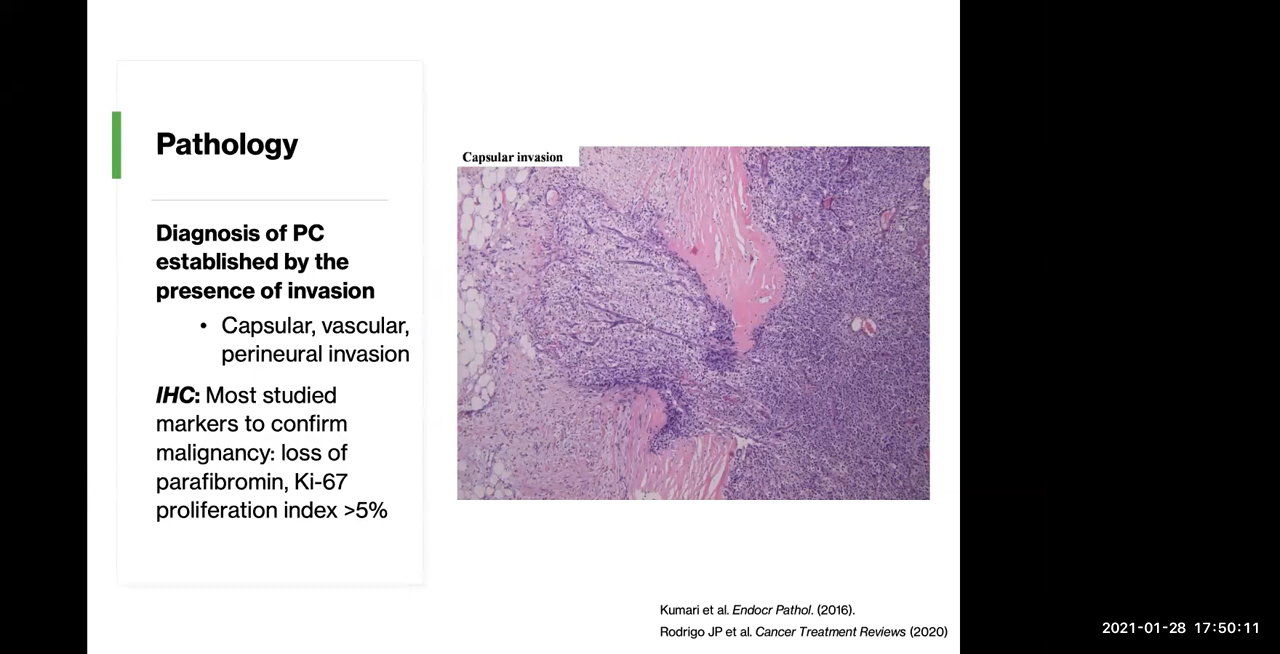 Pathology
Diagnosis of PC
established by the
presence of invasion
• Capsular, vascular,
perineural invasion
IHC: Most studied
markers to confirm
malignancy: loss of
parafibromin, Ki-67
proliferation index >5%
Capsular invasion
Kumari et al. Endocr Pathol. (2016).
Rodrigo JP et al. Cancer Treatment Reviews (2020)
2021-01-28 17:50:11